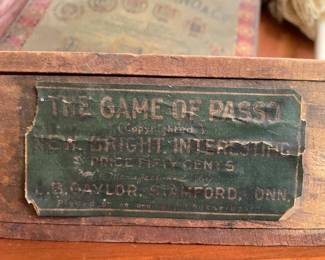 THE GAME OF PASSO
(Copyrighted)
NEW, BRIGHT, INTERESTING
PRICE FIFTY CENTS
L. B. GAYLOR, STAMFORD, CONN.